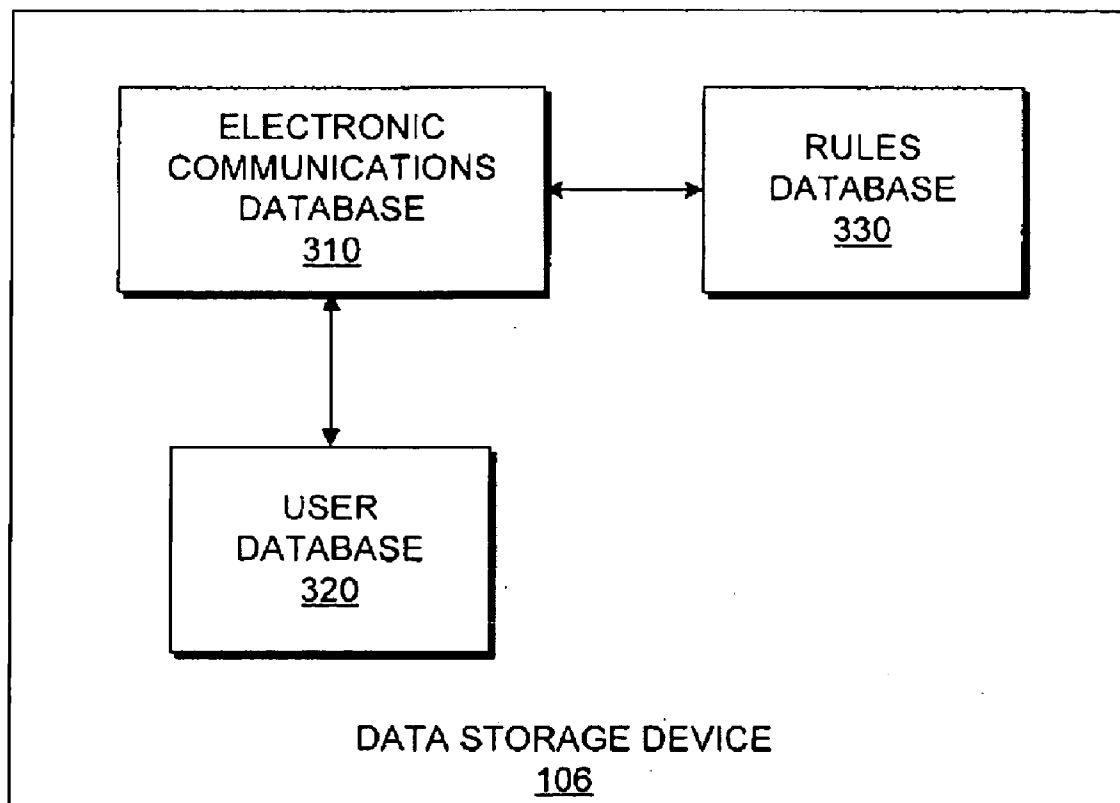 ELECTRONIC
COMMUNICATIONS
DATABASE
310
RULES
DATABASE
330
USER
DATABASE
320
DATA STORAGE DEVICE
106